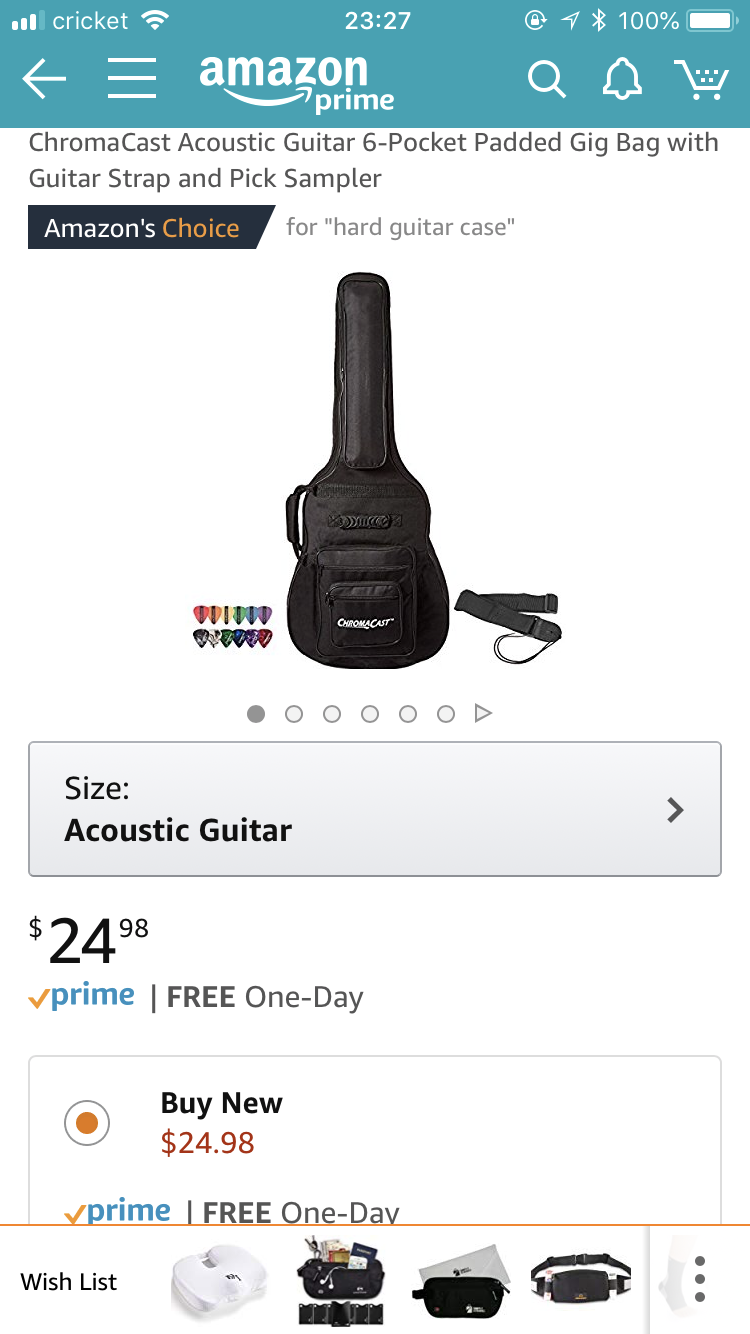 cricket 23:27 100%
amazon
prime
ChromaCast Acoustic Guitar 6-Pocket Padded Gig Bag with
Guitar Strap and Pick Sampler
Amazon's Choice for "hard guitar case"
CHROMACAST™
Size:
Acoustic Guitar
$24.98
prime | FREE One-Day
Buy New
$24.98
prime | FREE One-Day
Wish List